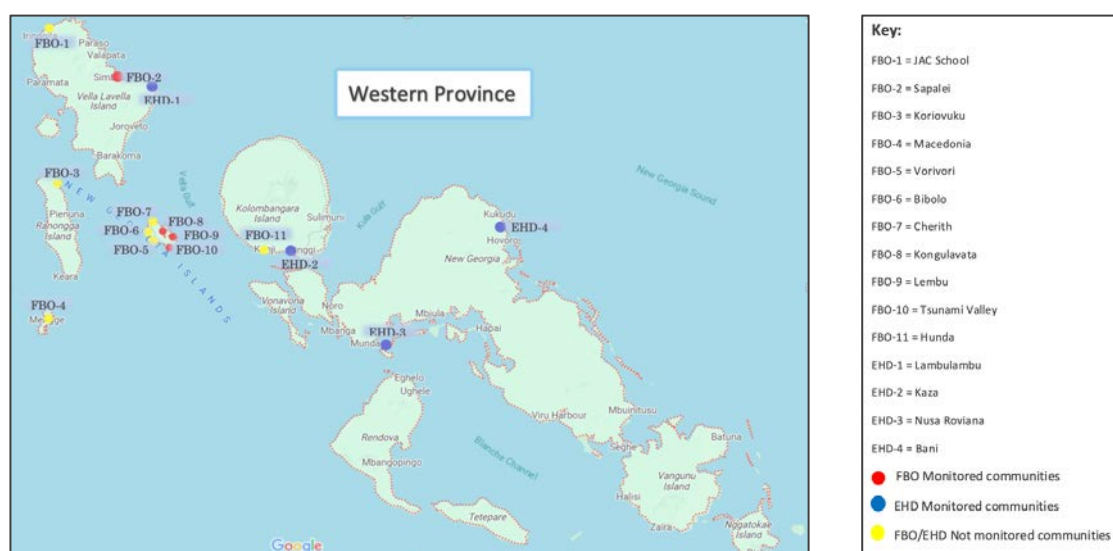 Western Province
FBO-1
Paraso
Valapata
FBO-2
Paramata
Vella Lavella
Island
EHD-1
Joroveto
Barakoma
FBO-3
NEW GEORGIA ISLANDS
Vella Gulf
Pienuna
Ranongga
Island
Keara
FBO-7
FBO-8
FBO-6
FBO-9
FBO-5
FBO-10
FBO-4
Kolombangara
Island
Sulimuni
FBO-11
EHD-2
Kula Gulf
New Georgia Sound
Kukudu
EHD-4
Hovoro
New Georgia
Vonavona
Island
Noro
Mbanga
Mbiula
Habai
EHD-3
Munda
Eghelo
Ughele
Viru Harbour
Mbuinitusu
Rendova
Mbangopingo
Blanche Channel
Seghe
Batuna
Vangunu
Island
Halisi
Zaira
Tetepare
Nggatokae
Island
Google
Key:
FBO-1 = JAC School
FBO-2 = Sapalei
FBO-3 = Koriovuku
FBO-4 = Macedonia
FBO-5 = Vorivori
FBO-6 = Bibolo
FBO-7 = Cherith
FBO-8 = Kongulavata
FBO-9 = Lembu
FBO-10 = Tsunami Valley
FBO-11 = Hunda
EHD-1 = Lambulambu
EHD-2 = Kaza
EHD-3 = Nusa Roviana
EHD-4 = Bani
FBO Monitored communities
EHD Monitored communities
FBO/EHD Not monitored communities